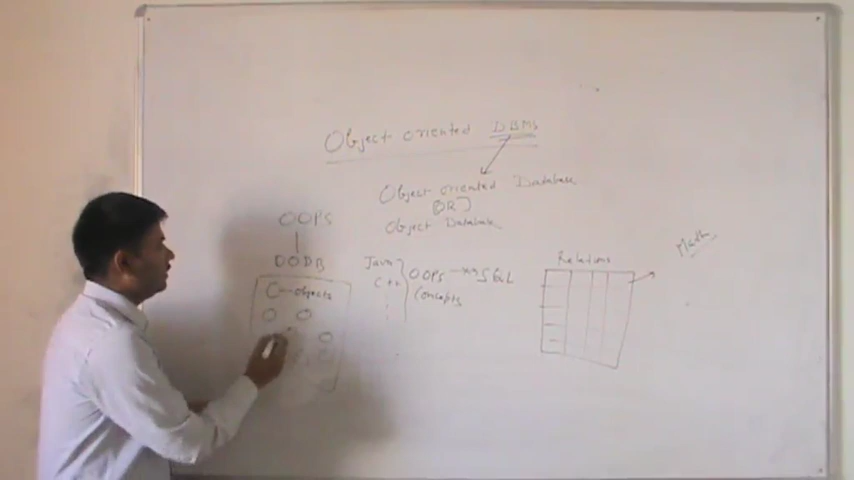 Object oriented DBMS
Object oriented Database
(OR)
Object Database
OOPS
OODB
objects
Java
C++
OOPS
SQL
Concepts
Relations